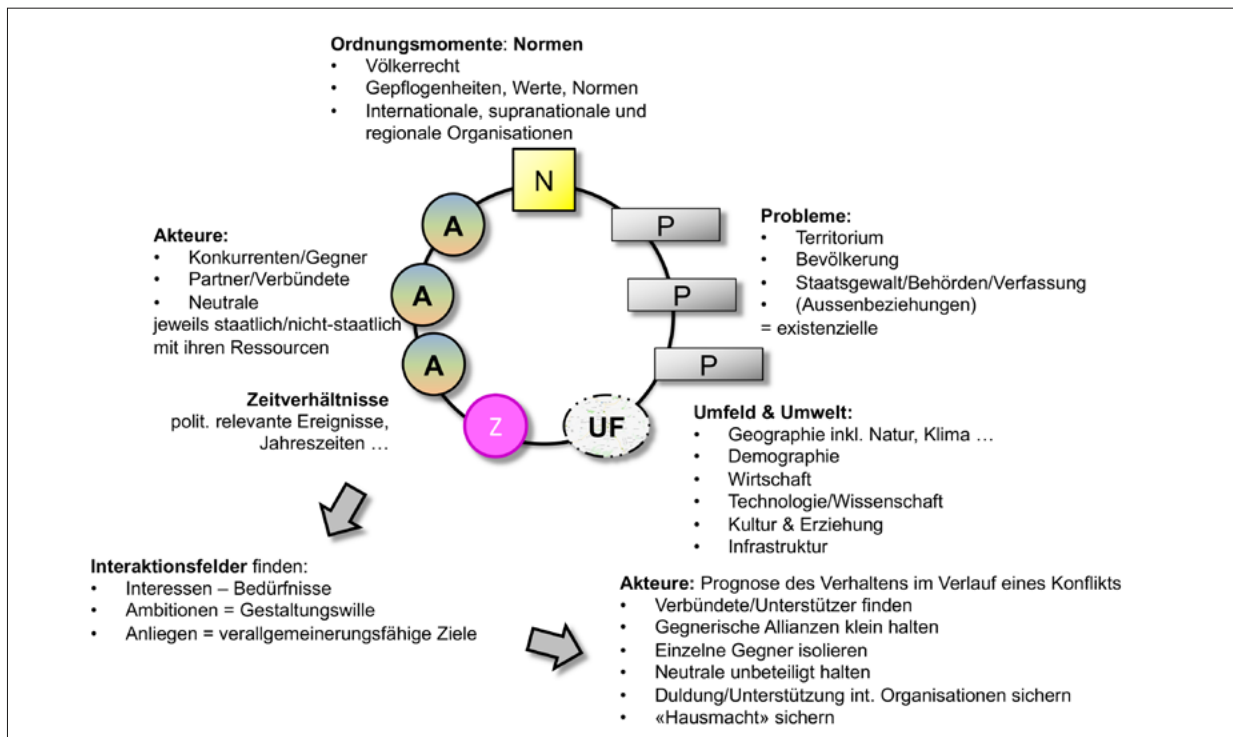 Ordnungsmomente: Normen
• Völkerrecht
• Gepflogenheiten, Werte, Normen
• Internationale, supranationale und
regionale Organisationen
N
A
A
A
P
P
P
Akteure:
• Konkurrenten/Gegner
• Partner/Verbündete
• Neutrale
jeweils staatlich/nicht-staatlich
mit ihren Ressourcen
Probleme:
• Territorium
• Bevölkerung
• Staatsgewalt/Behörden/Verfassung
• (Aussenbeziehungen)
= existenzielle
Zeitverhältnisse
polit. relevante Ereignisse,
Jahreszeiten …
Z
UF
Umfeld & Umwelt:
• Geographie inkl. Natur, Klima …
• Demographie
• Wirtschaft
• Technologie/Wissenschaft
• Kultur & Erziehung
• Infrastruktur
Interaktionsfelder finden:
• Interessen – Bedürfnisse
• Ambitionen = Gestaltungswille
• Anliegen = verallgemeinerungsfähige Ziele
Akteure: Prognose des Verhaltens im Verlauf eines Konflikts
• Verbündete/Unterstützer finden
• Gegnerische Allianzen klein halten
• Einzelne Gegner isolieren
• Neutrale unbeteiligt halten
• Duldung/Unterstützung int. Organisationen sichern
• «Hausmacht» sichern